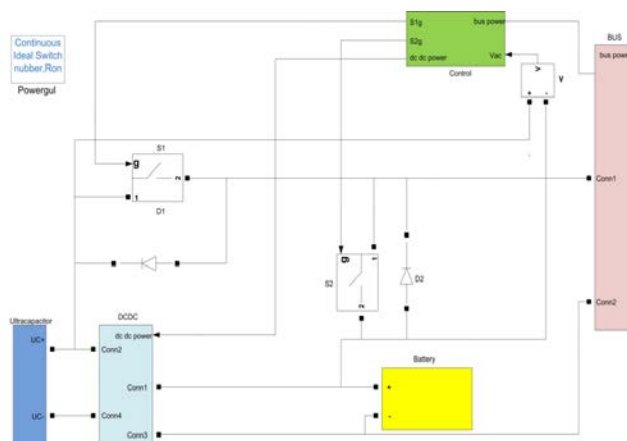 Continuous
Ideal Switch
nubber,Ron
Powergul
S1g
bus power
S2g
dc dc power
Vac
Control
v
+
-
V
BUS
bus powe
S1
g
1
2
D1
Conn1
g
1
S2
2
D2
Conn2
Ultracapacitor
UC+
UC-
DCDC
dc dc power
Conn2
Conn1
Conn4
Conn3
Battery
+
-